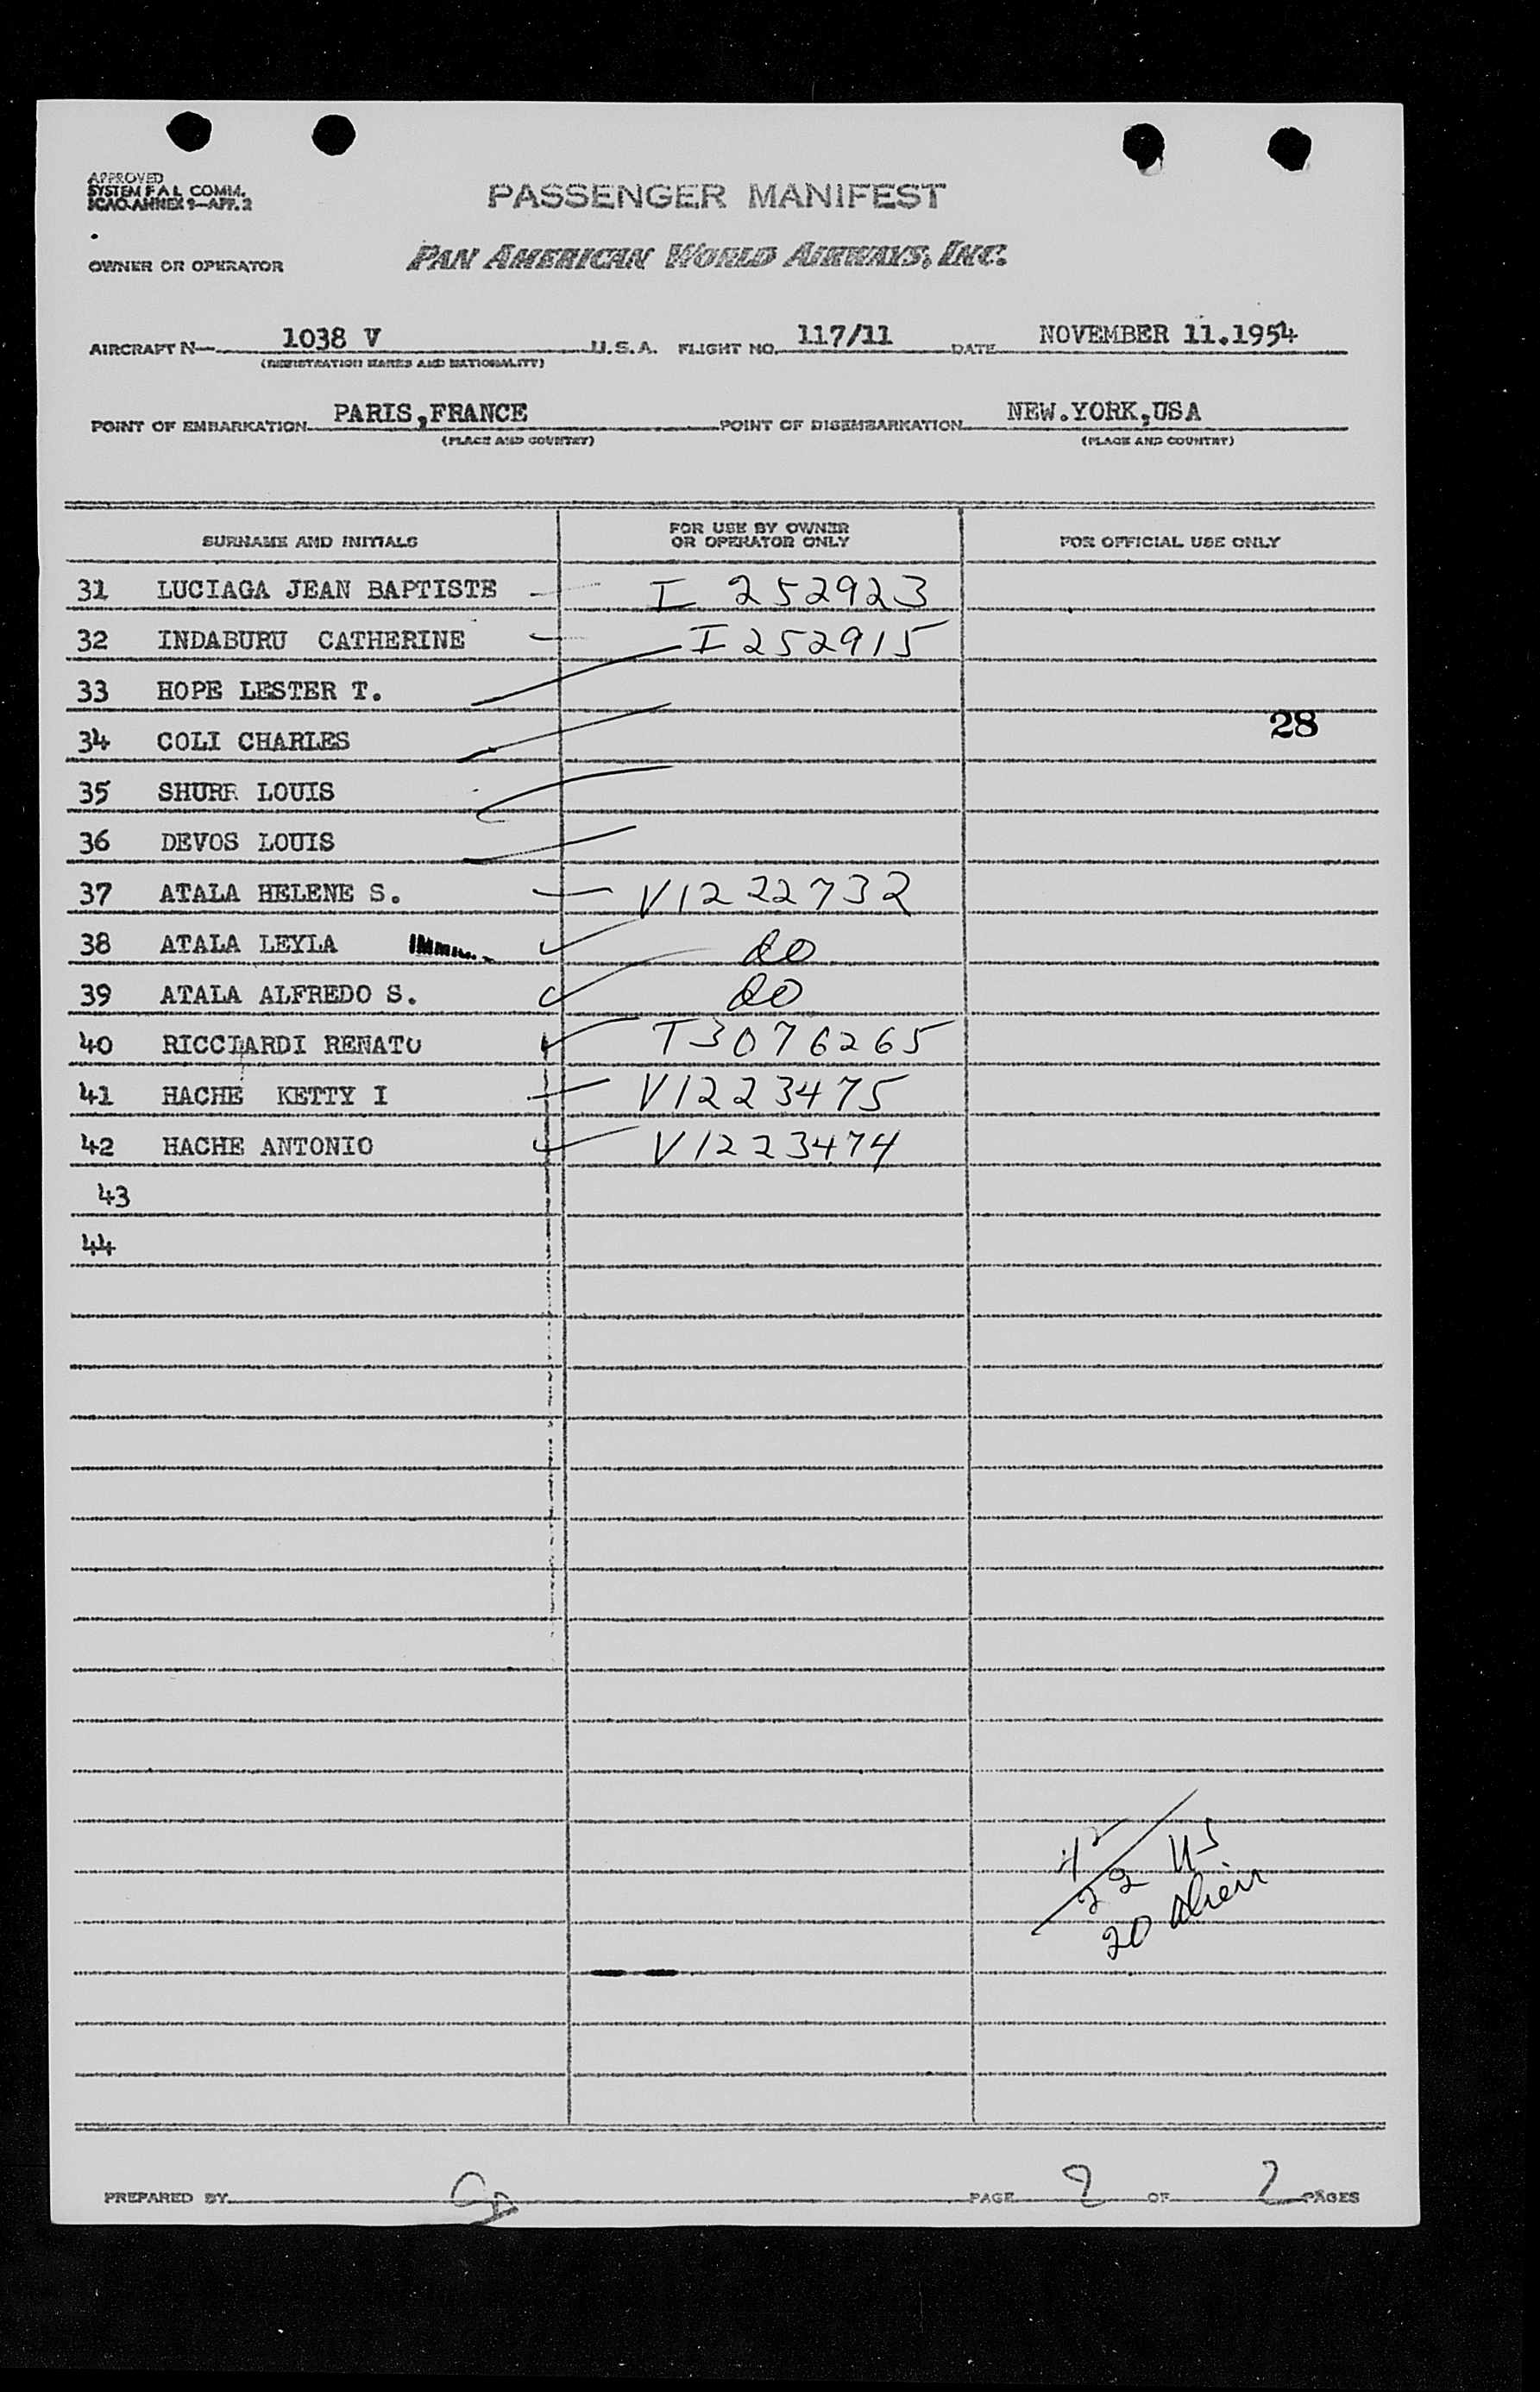 APPROVED
SYSTEM F A L COMM.
ICAO-ANNEX 9-APP. 2
PASSENGER MANIFEST
OWNER OR OPERATOR PAN AMERICAN WORLD AIRWAYS, INC.
AIRCRAFT N 1038 V U.S.A. FLIGHT NO. 117/11 DATE NOVEMBER 11.1954
(REGISTRATION MARKS AND NATIONALITY)
POINT OF EMBARKATION PARIS,FRANCE POINT OF DISEMBARKATION NEW.YORK,USA
(PLACE AND COUNTRY) (PLACE AND COUNTRY)
SURNAME AND INITIALS FOR USE BY OWNER OR OPERATOR ONLY FOR OFFICIAL USE ONLY
31 LUCIAGA JEAN BAPTISTE I 252923
32 INDABURU CATHERINE I 252915
33 HOPE LESTER T.
34 COLI CHARLES 28
35 SHURR LOUIS
36 DEVOS LOUIS
37 ATALA HELENE S. V1222732
38 ATALA LEYLA do
39 ATALA ALFREDO S. do
40 RICCIARDI RENATO T3076265
41 HACHE KETTY I V1223475
42 HACHE ANTONIO V1223474
43
44
42
22 US
20 alien
PREPARED BY PAGE 2 OF 2 PAGES